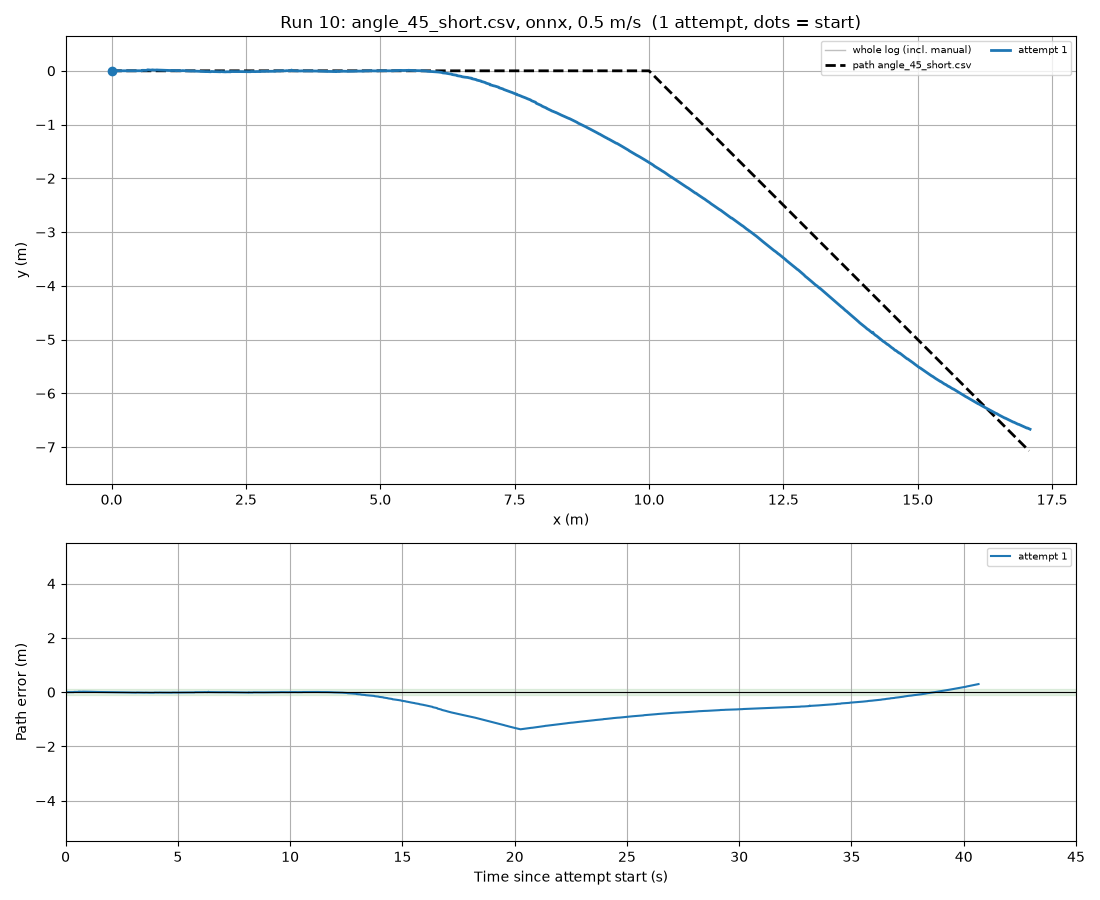 Run 10: angle_45_short.csv, onnx, 0.5 m/s  (1 attempt, dots = start)
whole log (incl. manual)
path angle_45_short.csv
attempt 1
0
−1
−2
−3
−4
−5
−6
−7
y (m)
0.0 2.5 5.0 7.5 10.0 12.5 15.0 17.5
x (m)
attempt 1
4
2
0
−2
−4
Path error (m)
0 5 10 15 20 25 30 35 40 45
Time since attempt start (s)